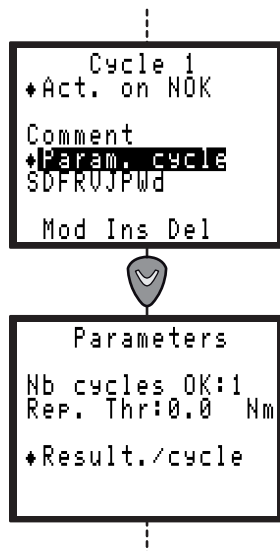 Cycle 1
♦Act. on NOK
Comment
♦Param. cycle
SDFRVJPWd
Mod Ins Del
Parameters
Nb cycles OK:1
Rep. Thr:0.0 Nm
♦Result./cycle